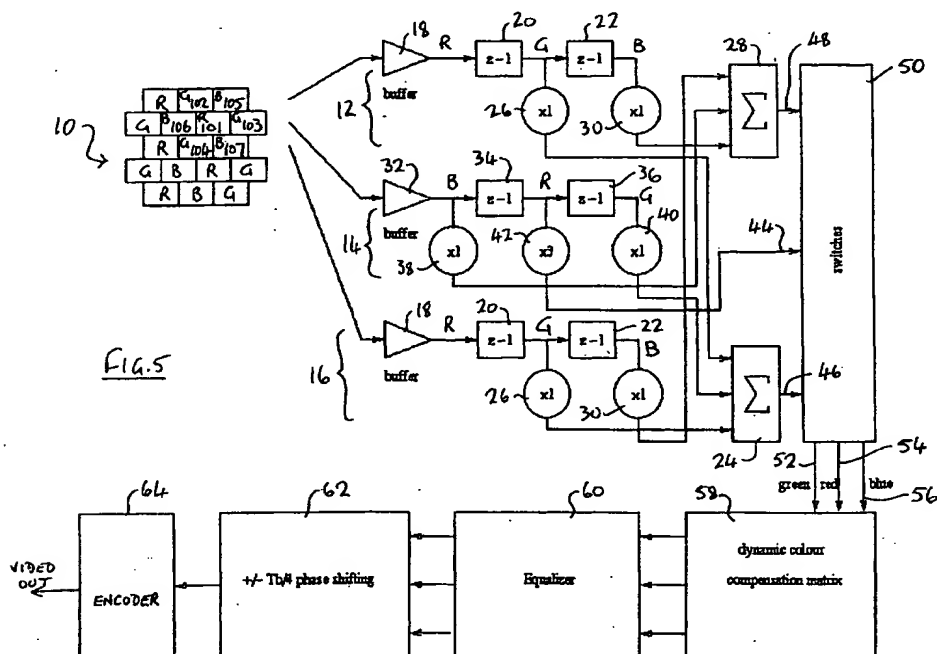 18
R
20
z-1
G
22
z-1
B
28
Σ
48
50
buffer
12
26
x1
30
x1
10
R G102 B105
G B106 R101 G103
R G104 B107
G B R G
R B G
32
B
34
z-1
R
36
z-1
G
buffer
14
38
x1
42
x3
40
x1
44
switches
18
R
20
z-1
G
22
z-1
B
buffer
16
26
x1
30
x1
Σ
24
46
FIG.5
52
54
green red blue
56
64
62
60
58
VIDEO OUT
ENCODER
+/- Tb/4 phase shifting
Equalizer
dynamic colour
compensation matrix